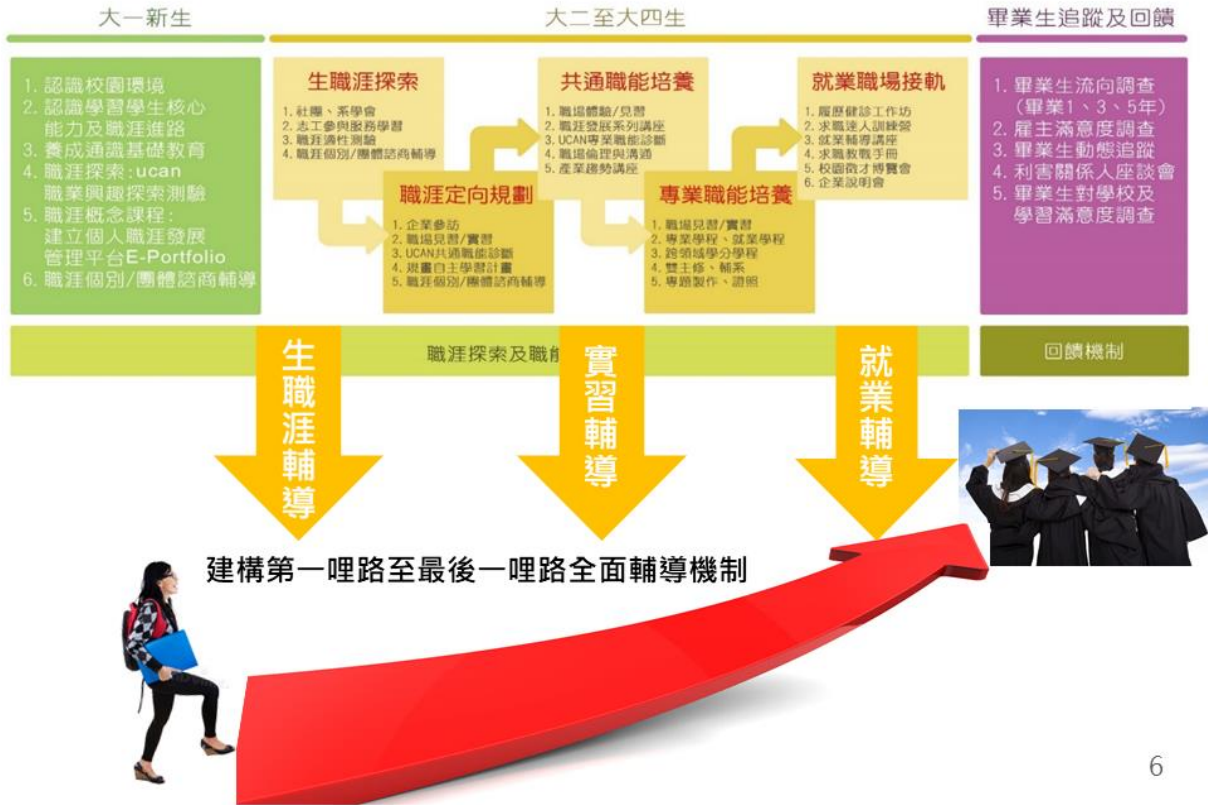 大一新生
1. 認識校園環境
2. 認識學習學生核心
能力及職涯進路
3. 養成通識基礎教育
4. 職涯探索:ucan
職業興趣探索測驗
5. 職涯概念課程:
建立個人職涯發展
管理平台E-Portfolio
6. 職涯個別/團體諮商輔導
大二至大四生
生職涯探索
1. 社團、系學會
2. 志工參與服務學習
3. 職涯適性測驗
4. 職涯個別/團體諮商輔導
職涯定向規劃
1. 企業參訪
2. 職場見習/實習
3. UCAN共通職能診斷
4. 規畫自主學習計畫
5. 職涯個別/團體諮商輔導
共通職能培養
1. 職場體驗/見習
2. 職涯發展系列講座
3. UCAN專業職能診斷
4. 職場倫理與溝通
5. 產業趨勢講座
專業職能培養
1. 職場見習/實習
2. 專業學程、就業學程
3. 跨領域學分學程
4. 雙主修、輔系
5. 專題製作、證照
就業職場接軌
1. 履歷健診工作坊
2. 求職達人訓練營
3. 就業輔導講座
4. 求職教戰手冊
5. 校園徵才博覽會
6. 企業說明會
畢業生追蹤及回饋
1. 畢業生流向調查
(畢業1、3、5年)
2. 雇主滿意度調查
3. 畢業生動態追蹤
4. 利害關係人座談會
5. 畢業生對學校及
學習滿意度調查
職涯探索及職
回饋機制
生職涯輔導
實習輔導
就業輔導
建構第一哩路至最後一哩路全面輔導機制
6